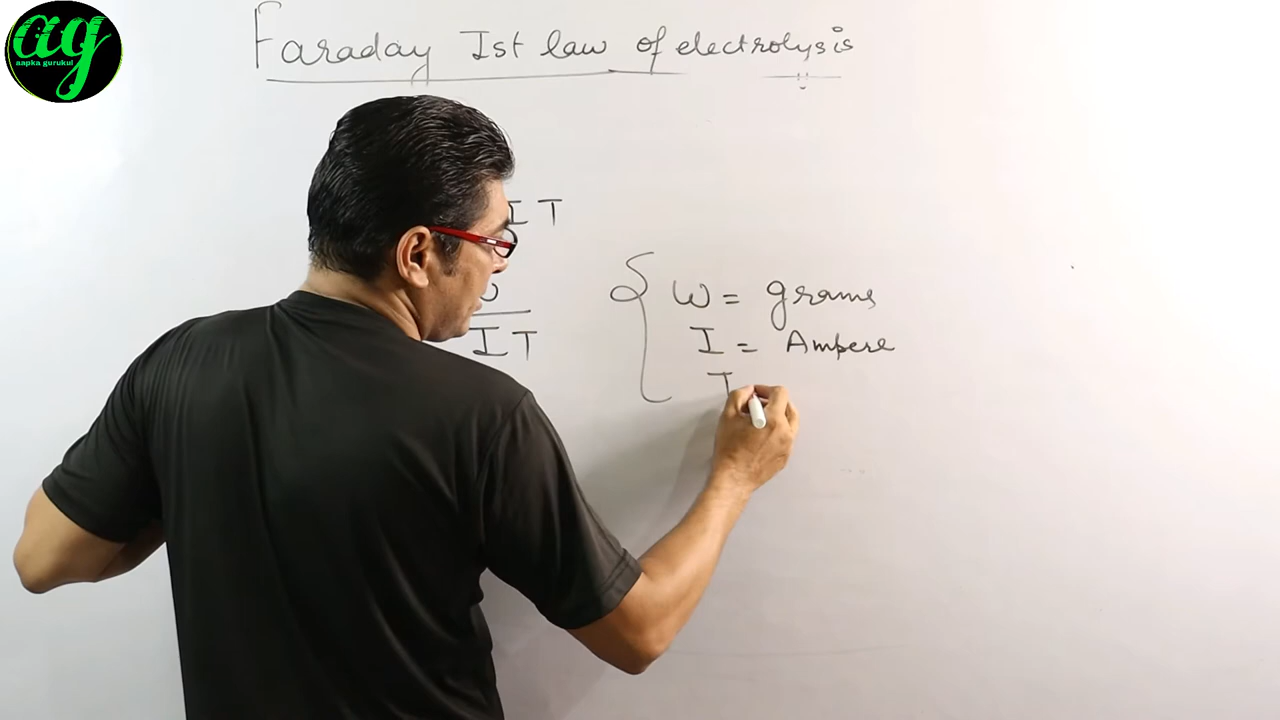 ag
aapka gurukul
Faraday Ist law of electrolysis
IT
IT
W = grams
I = Ampere
T